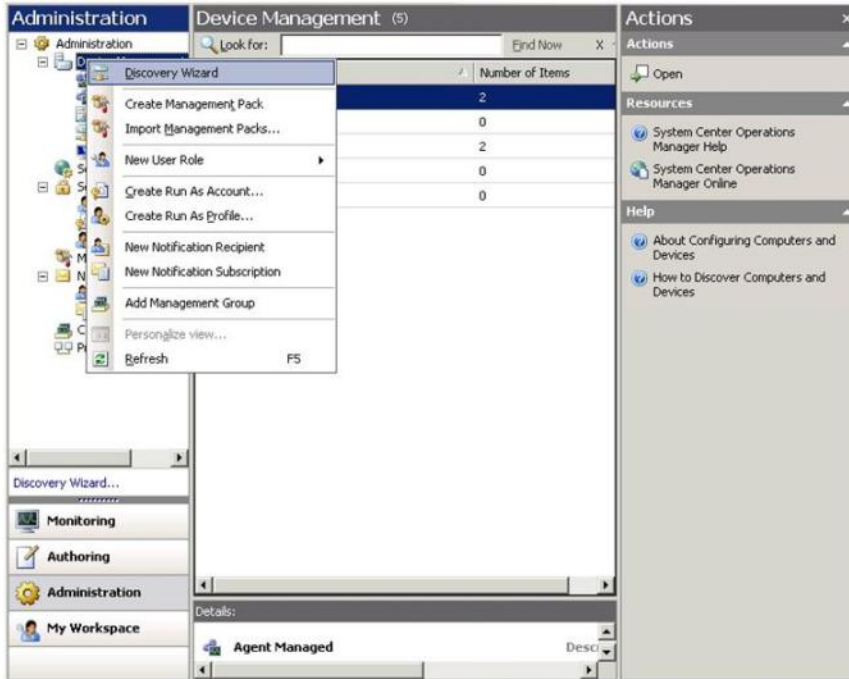 Administration
Administration
D
S
S
M
N
C
P
Discovery Wizard
Create Management Pack
Import Management Packs...
New User Role
Create Run As Account...
Create Run As Profile...
New Notification Recipient
New Notification Subscription
Add Management Group
Personalize view...
Refresh F5
Discovery Wizard...
Monitoring
Authoring
Administration
My Workspace
Device Management (5)
Look for:
Find Now X
Number of Items
2
0
2
0
0
Details:
Agent Managed
Desc
Actions x
Actions
Open
Resources
System Center Operations
Manager Help
System Center Operations
Manager Online
Help
About Configuring Computers and
Devices
How to Discover Computers and
Devices